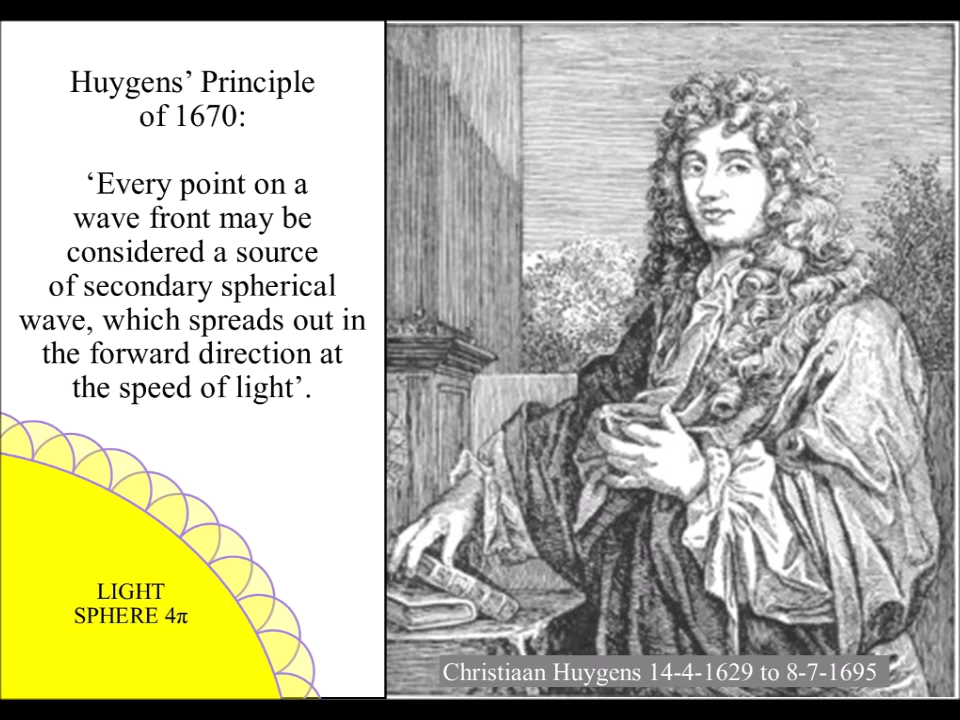 Huygens’ Principle
of 1670:
‘Every point on a
wave front may be
considered a source
of secondary spherical
wave, which spreads out in
the forward direction at
the speed of light’.
LIGHT
SPHERE 4π
Christiaan Huygens 14-4-1629 to 8-7-1695